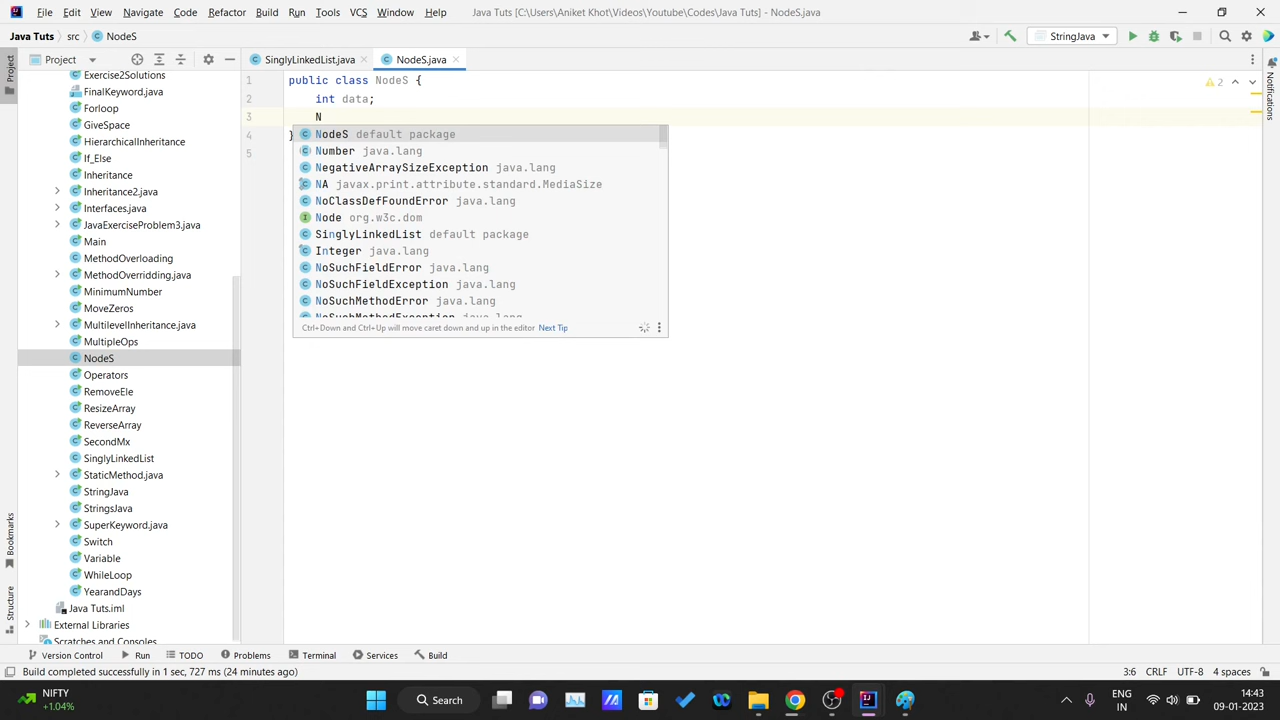 File Edit View Navigate Code Refactor Build Run Tools VCS Window Help Java Tuts [C:\Users\Aniket Khot\Videos\Youtube\Codes\Java Tuts] - NodeS.java
Java Tuts src NodeS StringJava
Project SinglyLinkedList.java NodeS.java
Project
Bookmarks
Structure
Notifications
Exercise2Solutions
FinalKeyword.java
Forloop
GiveSpace
HierarchicalInheritance
If_Else
Inheritance
Inheritance2.java
Interfaces.java
JavaExerciseProblem3.java
Main
MethodOverloading
MethodOverridding.java
MinimumNumber
MoveZeros
MultilevelInheritance.java
MultipleOps
NodeS
Operators
RemoveEle
ResizeArray
ReverseArray
SecondMx
SinglyLinkedList
StaticMethod.java
StringJava
StringsJava
SuperKeyword.java
Switch
Variable
WhileLoop
YearandDays
Java Tuts.iml
External Libraries
Scratches and Consoles
1 public class NodeS { 2
2 int data;
3 N
4 }
5
NodeS default package
Number java.lang
NegativeArraySizeException java.lang
NA javax.print.attribute.standard.MediaSize
NoClassDefFoundError java.lang
Node org.w3c.dom
SinglyLinkedList default package
Integer java.lang
NoSuchFieldError java.lang
NoSuchFieldException java.lang
NoSuchMethodError java.lang
NoSuchMethodException java.lang
Ctrl+Down and Ctrl+Up will move caret down and up in the editor Next Tip
Version Control Run TODO Problems Terminal Services Build
Build completed successfully in 1 sec, 727 ms (24 minutes ago) 3:6 CRLF UTF-8 4 spaces
NIFTY
+1.04%
Search
ENG
IN
14:43
09-01-2023